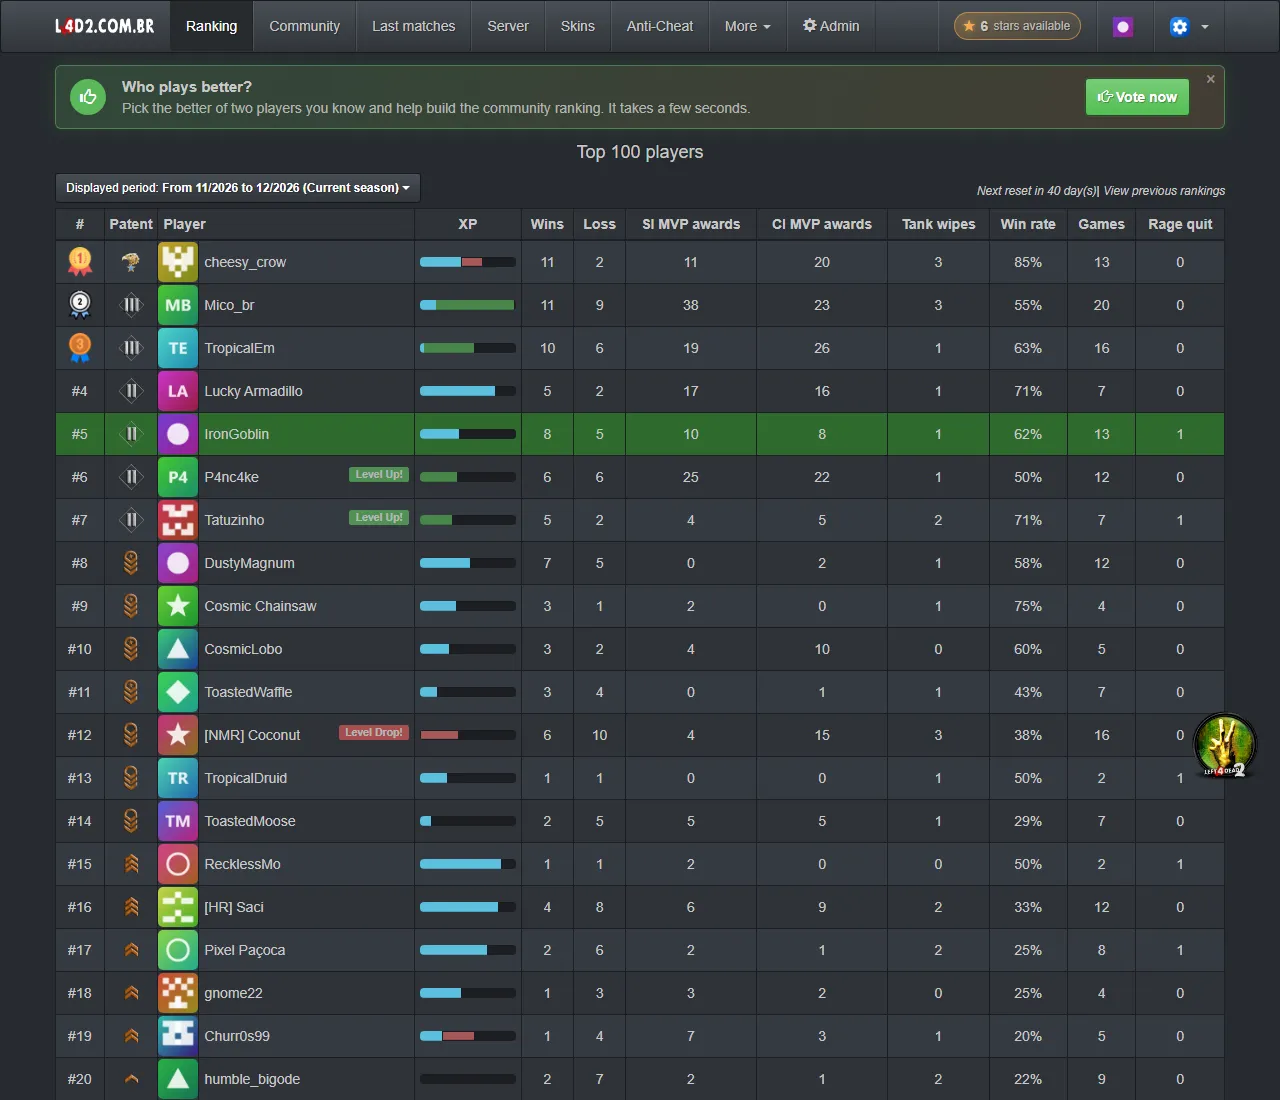 L4D2.COM.BR Ranking Community Last matches Server Skins Anti-Cheat More Admin 6 stars available
Who plays better?
Pick the better of two players you know and help build the community ranking. It takes a few seconds.
Vote now
×
Top 100 players
Displayed period: From 11/2026 to 12/2026 (Current season)
Next reset in 40 day(s)| View previous rankings
# Patent Player XP Wins Loss SI MVP awards CI MVP awards Tank wipes Win rate Games Rage quit
1 cheesy_crow 11 2 11 20 3 85% 13 0
2 MB Mico_br 11 9 38 23 3 55% 20 0
3 TE TropicalEm 10 6 19 26 1 63% 16 0
#4 LA Lucky Armadillo 5 2 17 16 1 71% 7 0
#5 IronGoblin 8 5 10 8 1 62% 13 1
#6 P4 P4nc4ke Level Up! 6 6 25 22 1 50% 12 0
#7 Tatuzinho Level Up! 5 2 4 5 2 71% 7 1
#8 DustyMagnum 7 5 0 2 1 58% 12 0
#9 Cosmic Chainsaw 3 1 2 0 1 75% 4 0
#10 CosmicLobo 3 2 4 10 0 60% 5 0
#11 ToastedWaffle 3 4 0 1 1 43% 7 0
#12 [NMR] Coconut Level Drop! 6 10 4 15 3 38% 16 0
#13 TR TropicalDruid 1 1 0 0 1 50% 2 1
#14 TM ToastedMoose 2 5 5 5 1 29% 7 0
#15 RecklessMo 1 1 2 0 0 50% 2 1
#16 [HR] Saci 4 8 6 9 2 33% 12 0
#17 Pixel Paçoca 2 6 2 1 2 25% 8 1
#18 gnome22 1 3 3 2 0 25% 4 0
#19 Churr0s99 1 4 7 3 1 20% 5 0
#20 humble_bigode 2 7 2 1 2 22% 9 0
LEFT 4 DEAD 2